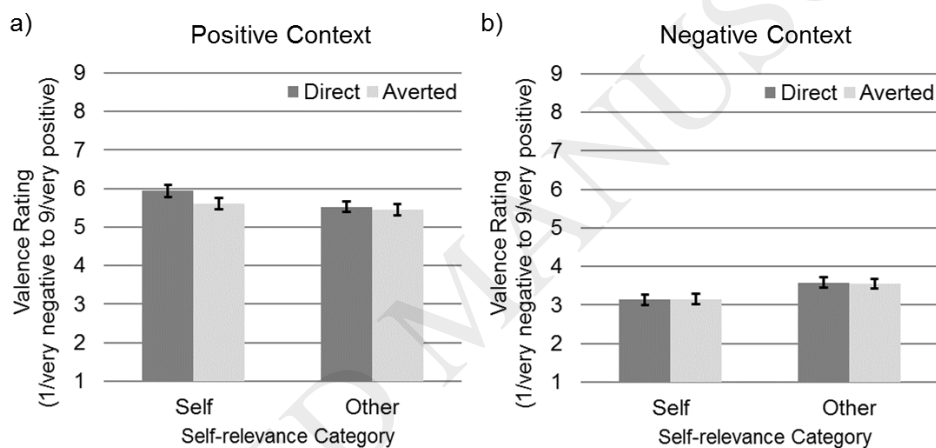 a)
Positive Context
Valence Rating
(1/very negative to 9/very positive)
9
8
7
6
5
4
3
2
1
Direct Averted
Self Other
Self-relevance Category
b)
Negative Context
Valence Rating
(1/very negative to 9/very positive)
9
8
7
6
5
4
3
2
1
Direct Averted
Self Other
Self-relevance Category
D MANUS